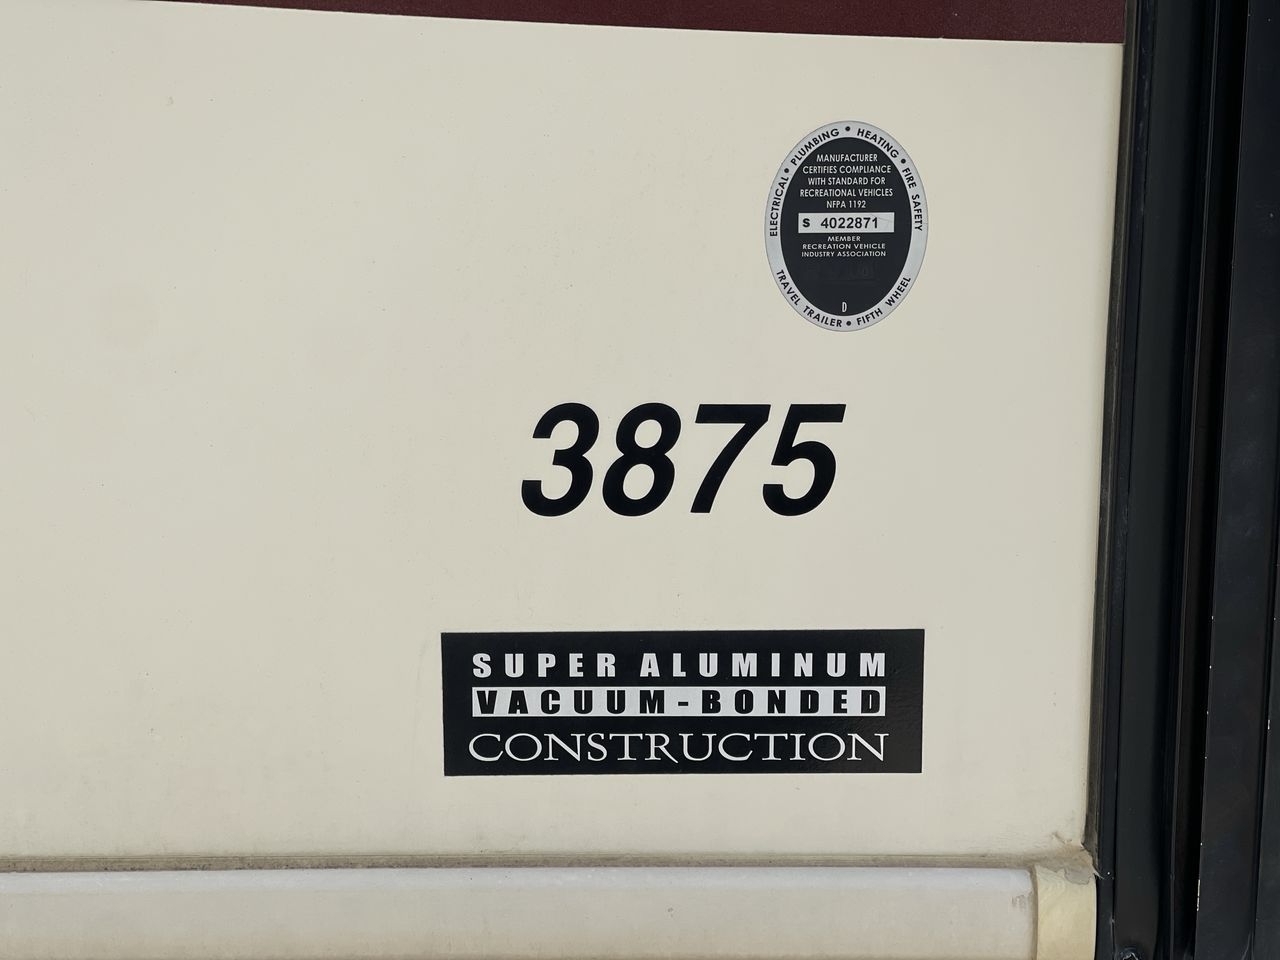 ELECTRICAL • PLUMBING • HEATING • FIRE SAFETY
MANUFACTURER
CERTIFIES COMPLIANCE
WITH STANDARD FOR
RECREATIONAL VEHICLES
NFPA 1192
S 4022871
MEMBER
RECREATION VEHICLE
INDUSTRY ASSOCIATION
D
TRAVEL TRAILER • FIFTH WHEEL
3875
SUPER ALUMINUM
VACUUM-BONDED
CONSTRUCTION